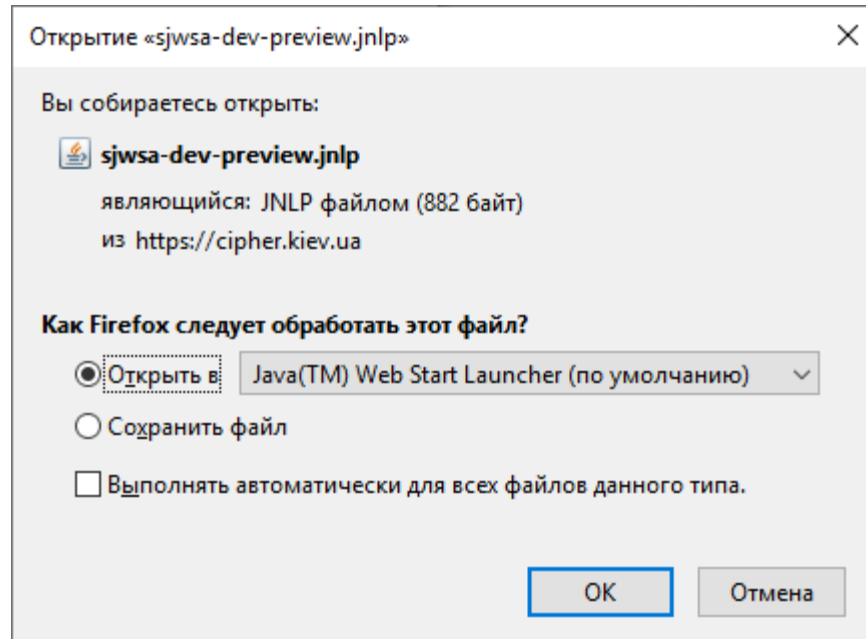 Открытие «sjwsa-dev-preview.jnlp»
Вы собираетесь открыть:
sjwsa-dev-preview.jnlp
являющийся: JNLP файлом (882 байт)
из https://cipher.kiev.ua
Как Firefox следует обработать этот файл?
Открыть в Java(TM) Web Start Launcher (по умолчанию)
Сохранить файл
Выполнять автоматически для всех файлов данного типа.
OK Отмена